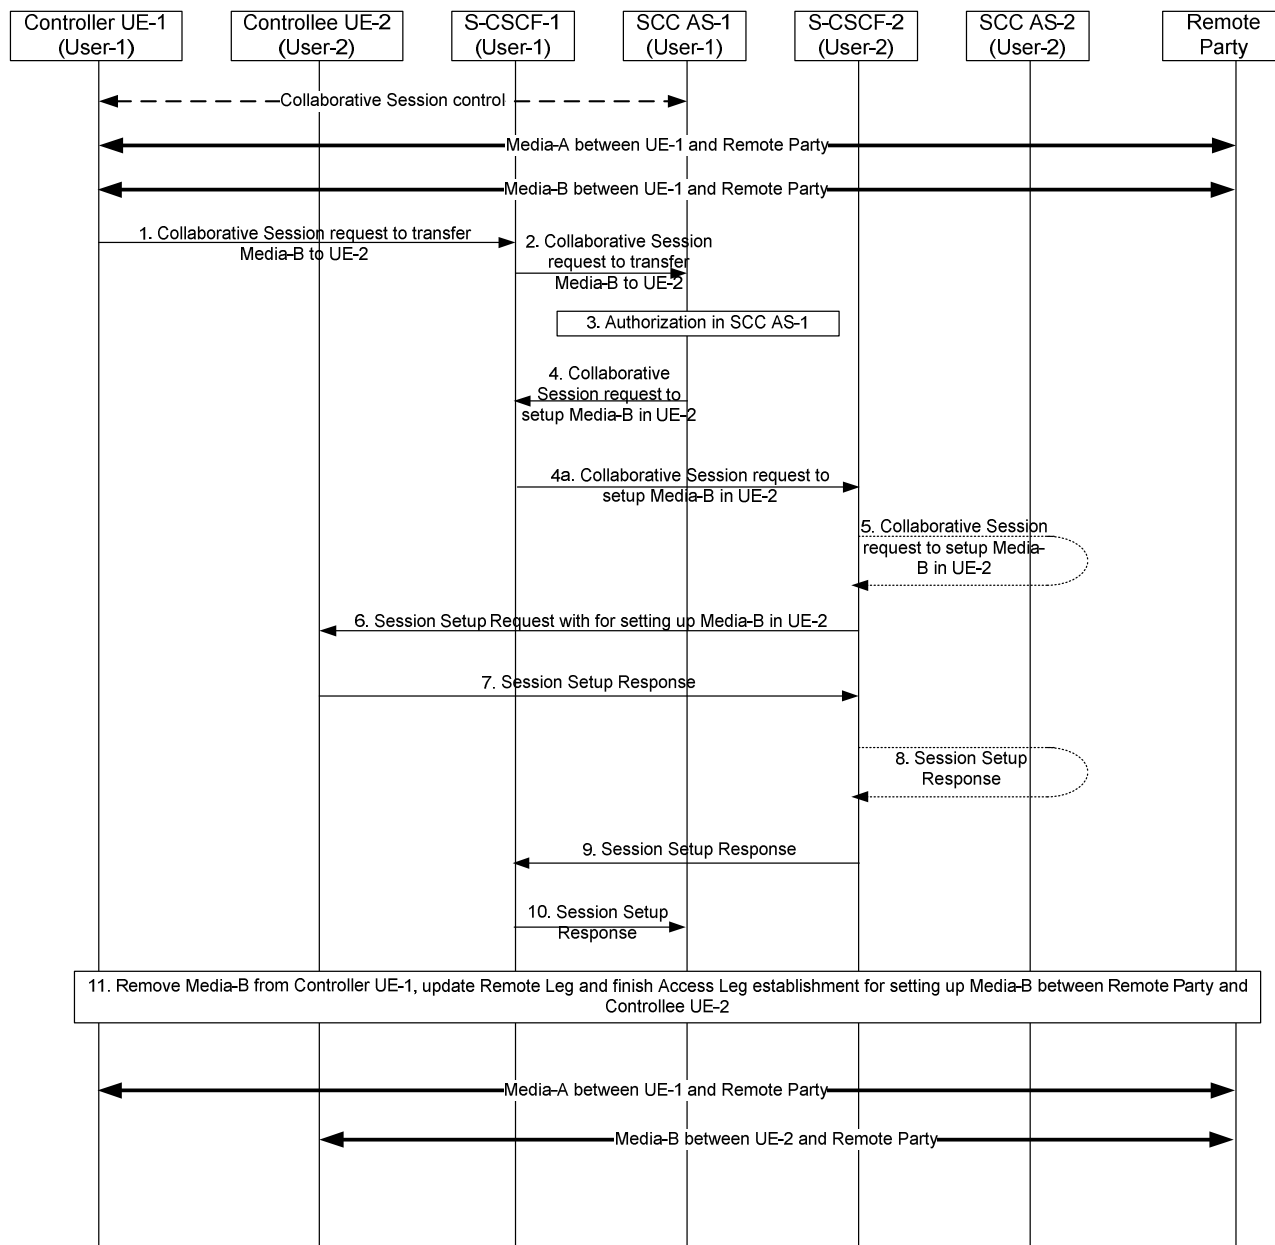 Controller UE-1
(User-1)
Controllee UE-2
(User-2)
S-CSCF-1
(User-1)
SCC AS-1
(User-1)
S-CSCF-2
(User-2)
SCC AS-2
(User-2)
Remote
Party
Collaborative Session control
Media-A between UE-1 and Remote Party
Media-B between UE-1 and Remote Party
1. Collaborative Session request to transfer
Media-B to UE-2
2. Collaborative Session
request to transfer
Media-B to UE-2
3. Authorization in SCC AS-1
4. Collaborative
Session request to
setup Media-B in UE-2
4a. Collaborative Session request to
setup Media-B in UE-2
5. Collaborative Session
request to setup Media-
B in UE-2
6. Session Setup Request with for setting up Media-B in UE-2
7. Session Setup Response
8. Session Setup
Response
9. Session Setup Response
10. Session Setup
Response
11. Remove Media-B from Controller UE-1, update Remote Leg and finish Access Leg establishment for setting up Media-B between Remote Party and
Controllee UE-2
Media-A between UE-1 and Remote Party
Media-B between UE-2 and Remote Party